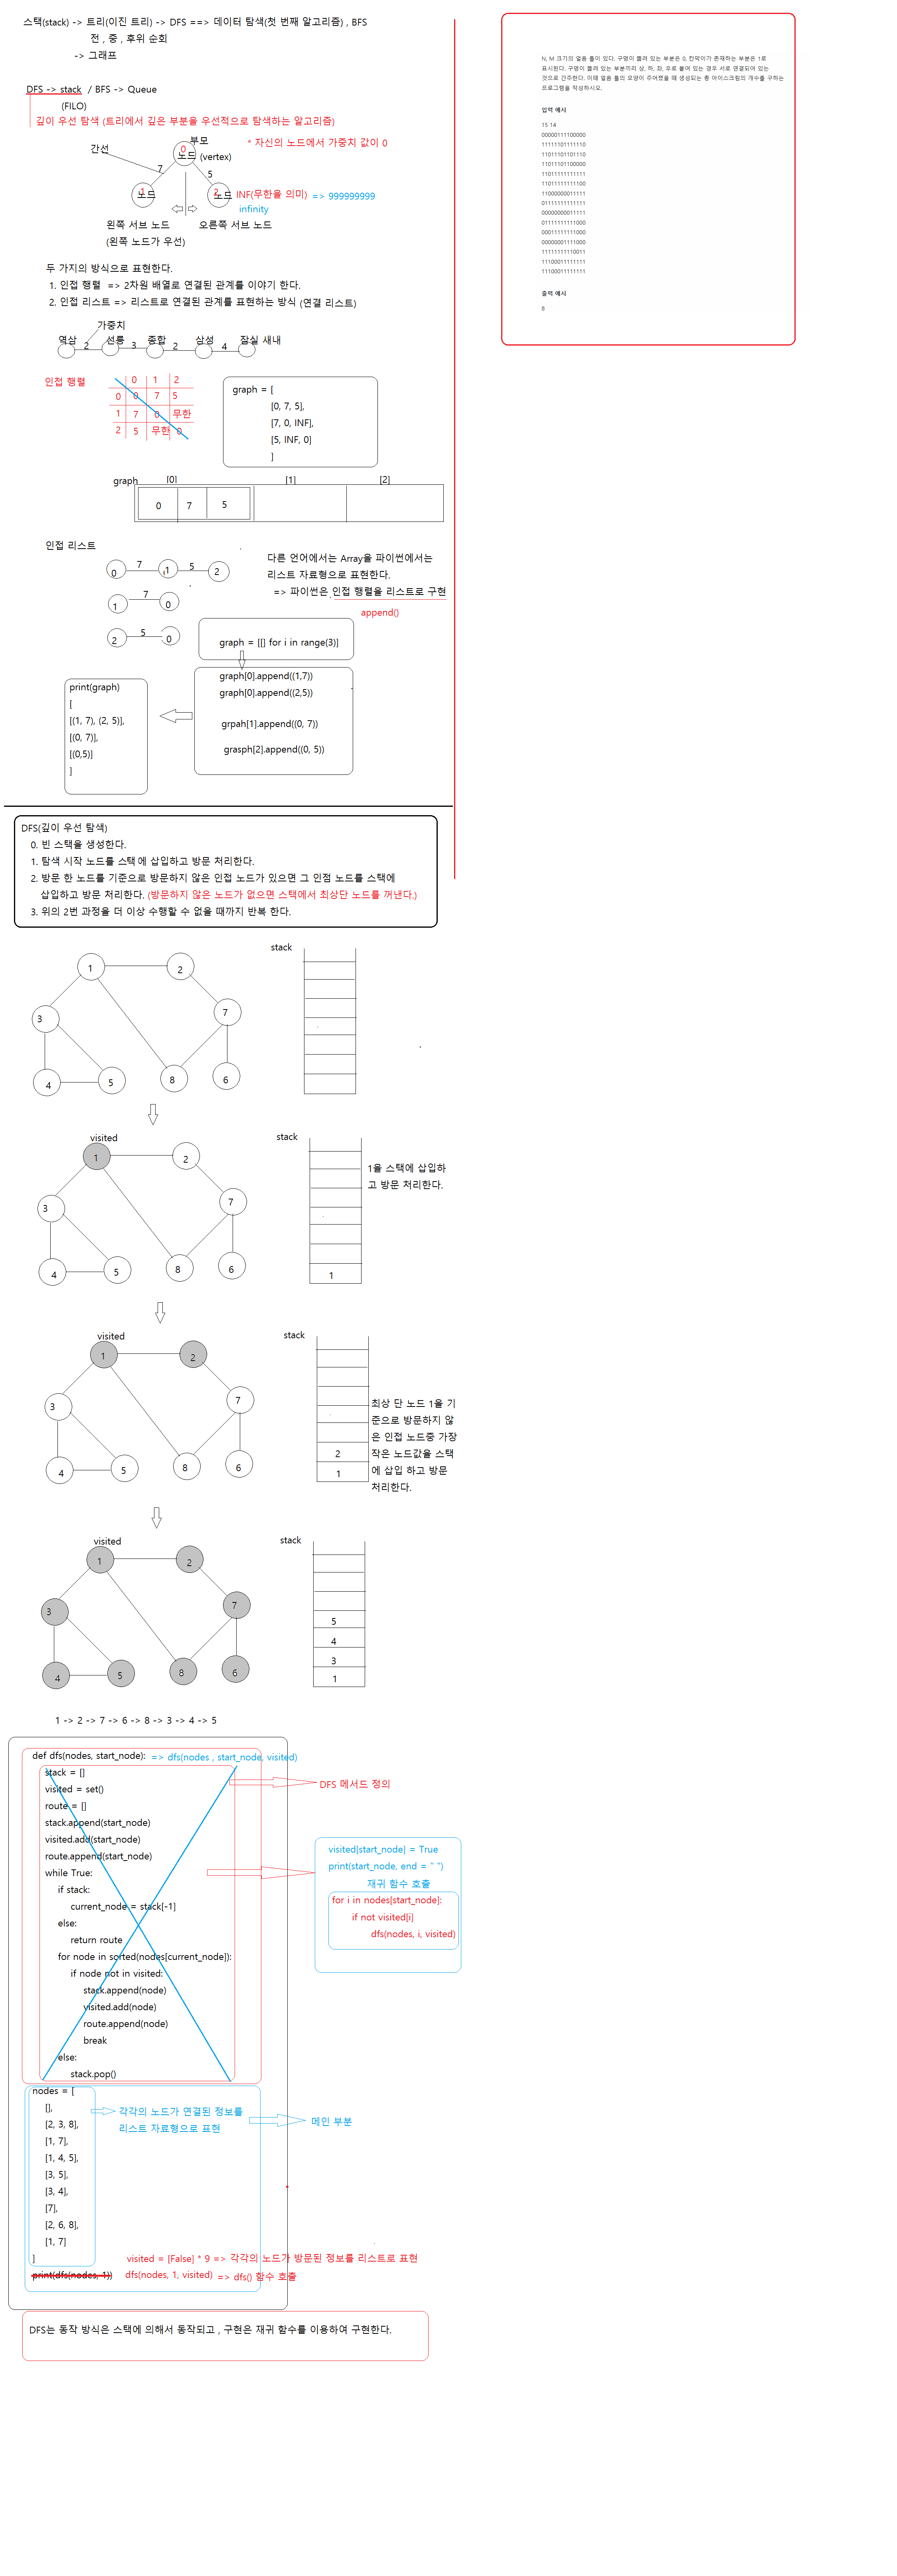 스택(stack) -> 트리(이진 트리) -> DFS ==> 데이터 탐색(첫 번째 알고리즘) , BFS
전 , 중 , 후위 순회
-> 그래프
DFS -> stack / BFS -> Queue
(FILO)
깊이 우선 탐색 (트리에서 깊은 부분을 우선적으로 탐색하는 알고리즘)
간선
부모
0
노드 (vertex)
* 자신의 노드에서 가중치 값이 0
7
5
1
노드
2
노드
INF(무한을 의미) => 999999999
infinity
왼쪽 서브 노드
오른쪽 서브 노드
(왼쪽 노드가 우선)
두 가지의 방식으로 표현한다.
1. 인접 행렬 => 2차원 배열로 연결된 관계를 이야기 한다.
2. 인접 리스트 => 리스트로 연결된 관계를 표현하는 방식 (연결 리스트)
가중치
역삼 선릉 종합 삼성 잠실 새내
2 3 2 4
인접 행렬
0 1 2
0 0 7 5
1 7 0 무한
2 5 무한 0
graph = [
[0, 7, 5],
[7, 0, INF],
[5, INF, 0]
]
graph [0] [1] [2]
0 7 5
인접 리스트
0 7 1 5 2
1 7 0
2 5 0
다른 언어에서는 Array을 파이썬에서는
리스트 자료형으로 표현한다.
=> 파이썬은 인접 행렬을 리스트로 구현
append()
graph = [[] for i in range(3)]
graph[0].append((1,7))
graph[0].append((2,5))
grpah[1].append((0, 7))
grasph[2].append((0, 5))
print(graph)
[
[(1, 7), (2, 5)],
[(0, 7)],
[(0,5)]
]
DFS(깊이 우선 탐색)
0. 빈 스택을 생성한다.
1. 탐색 시작 노드를 스택에 삽입하고 방문 처리한다.
2. 방문 한 노드를 기준으로 방문하지 않은 인접 노드가 있으면 그 인점 노드를 스택에
삽입하고 방문 처리한다. (방문하지 않은 노드가 없으면 스택에서 최상단 노드를 꺼낸다.)
3. 위의 2번 과정을 더 이상 수행할 수 없을 때까지 반복 한다.
stack
1 2
7
3
4 5 8 6
visited
stack
1 2
7
3
4 5 8 6
1
1을 스택에 삽입하
고 방문 처리한다.
visited
stack
1 2
7
3
4 5 8 6
2
1
최상 단 노드 1을 기
준으로 방문하지 않
은 인접 노드중 가장
작은 노드값을 스택
에 삽입 하고 방문
처리한다.
visited
stack
1 2
7
3
4 5 8 6
5
4
3
1
1 -> 2 -> 7 -> 6 -> 8 -> 3 -> 4 -> 5
def dfs(nodes, start_node): => dfs(nodes , start_node, visited)
stack = []
visited = set()
route = []
stack.append(start_node)
visited.add(start_node)
route.append(start_node)
while True:
if stack:
current_node = stack[-1]
else:
return route
for node in sorted(nodes[current_node]):
if node not in visited:
stack.append(node)
visited.add(node)
route.append(node)
break
else:
stack.pop()
DFS 메서드 정의
visited[start_node] = True
print(start_node, end = " ")
재귀 함수 호출
for i in nodes[start_node]:
if not visited[i]
dfs(nodes, i, visited)
nodes = [
[],
[2, 3, 8],
[1, 7],
[1, 4, 5],
[3, 5],
[3, 4],
[7],
[2, 6, 8],
[1, 7]
]
각각의 노드가 연결된 정보를
리스트 자료형으로 표현
메인 부분
visited = [False] * 9 => 각각의 노드가 방문된 정보를 리스트로 표현
print(dfs(nodes, 1)) dfs(nodes, 1, visited) => dfs() 함수 호출
DFS는 동작 방식은 스택에 의해서 동작되고 , 구현은 재귀 함수를 이용하여 구현한다.
N, M 크기의 얼음 틀이 있다. 구멍이 뚫려 있는 부분은 0, 칸막이가 존재하는 부분은 1로
표시된다. 구멍이 뚫려 있는 부분끼리 상, 하, 좌, 우로 붙어 있는 경우 서로 연결되어 있는
것으로 간주한다. 이때 얼음 틀의 모양이 주어졌을 때 생성되는 총 아이스크림의 개수를 구하는
프로그램을 작성하시오.
입력 예시
15 14
00000111100000
11111101111110
11011101101110
11011101100000
11011111111111
11011111111100
11000000011111
01111111111111
00000000011111
01111111111000
00011111111000
00000001111000
11111111110011
11100011111111
11100011111111
출력 예시
8